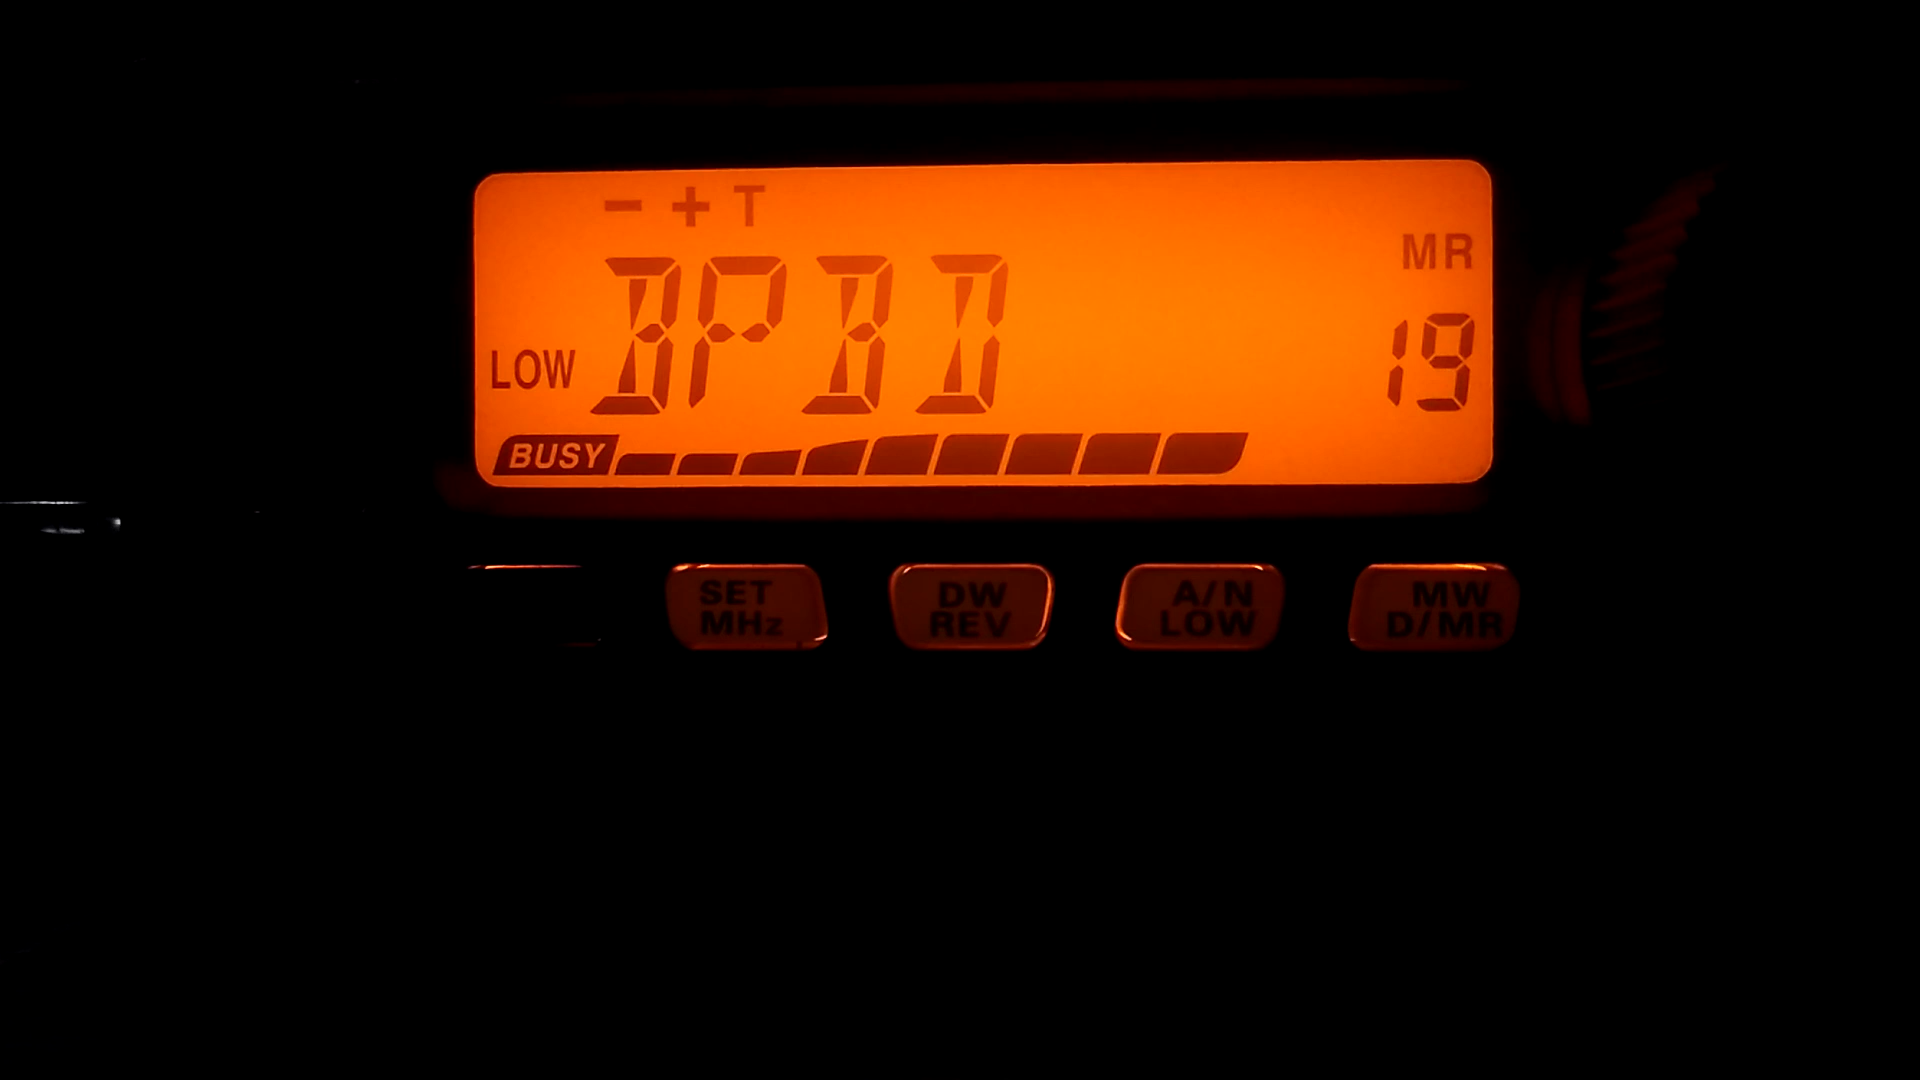 − + T
MR
LOW BPBD 19
BUSY
SET DW A/N MW
MHz REV LOW D/MR